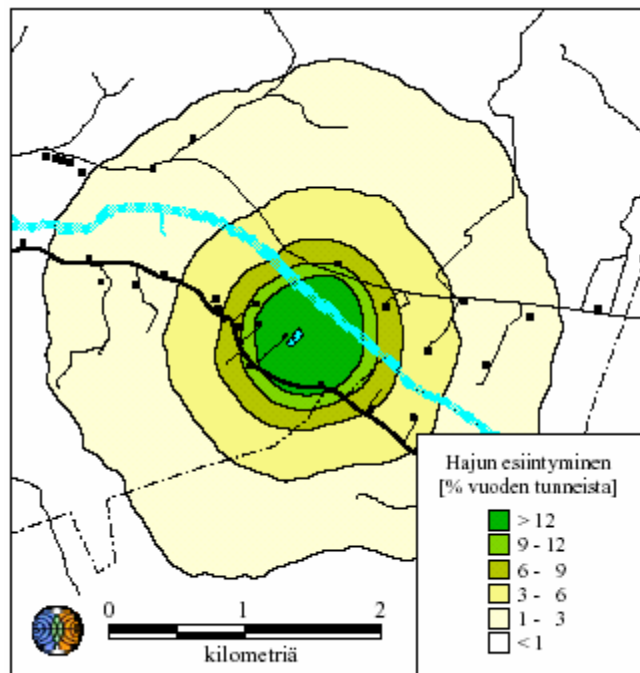 Hajun esiintyminen
[% vuoden tunneista]
> 12
9 - 12
6 - 9
3 - 6
1 - 3
< 1
0 1 2
kilometriä